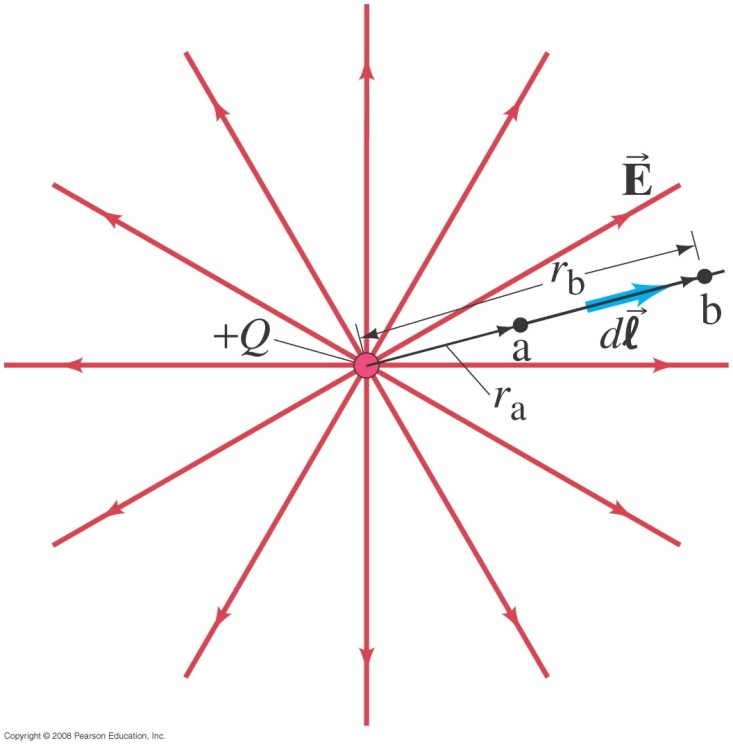 E⃗
r_b
b
+Q
dℓ⃗
a
r_a
Copyright © 2008 Pearson Education, Inc.